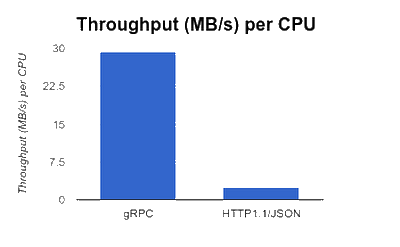 Throughput (MB/s) per CPU
Throughput (MB/s) per CPU
30
22.5
15
7.5
0
gRPC
HTTP1.1/JSON